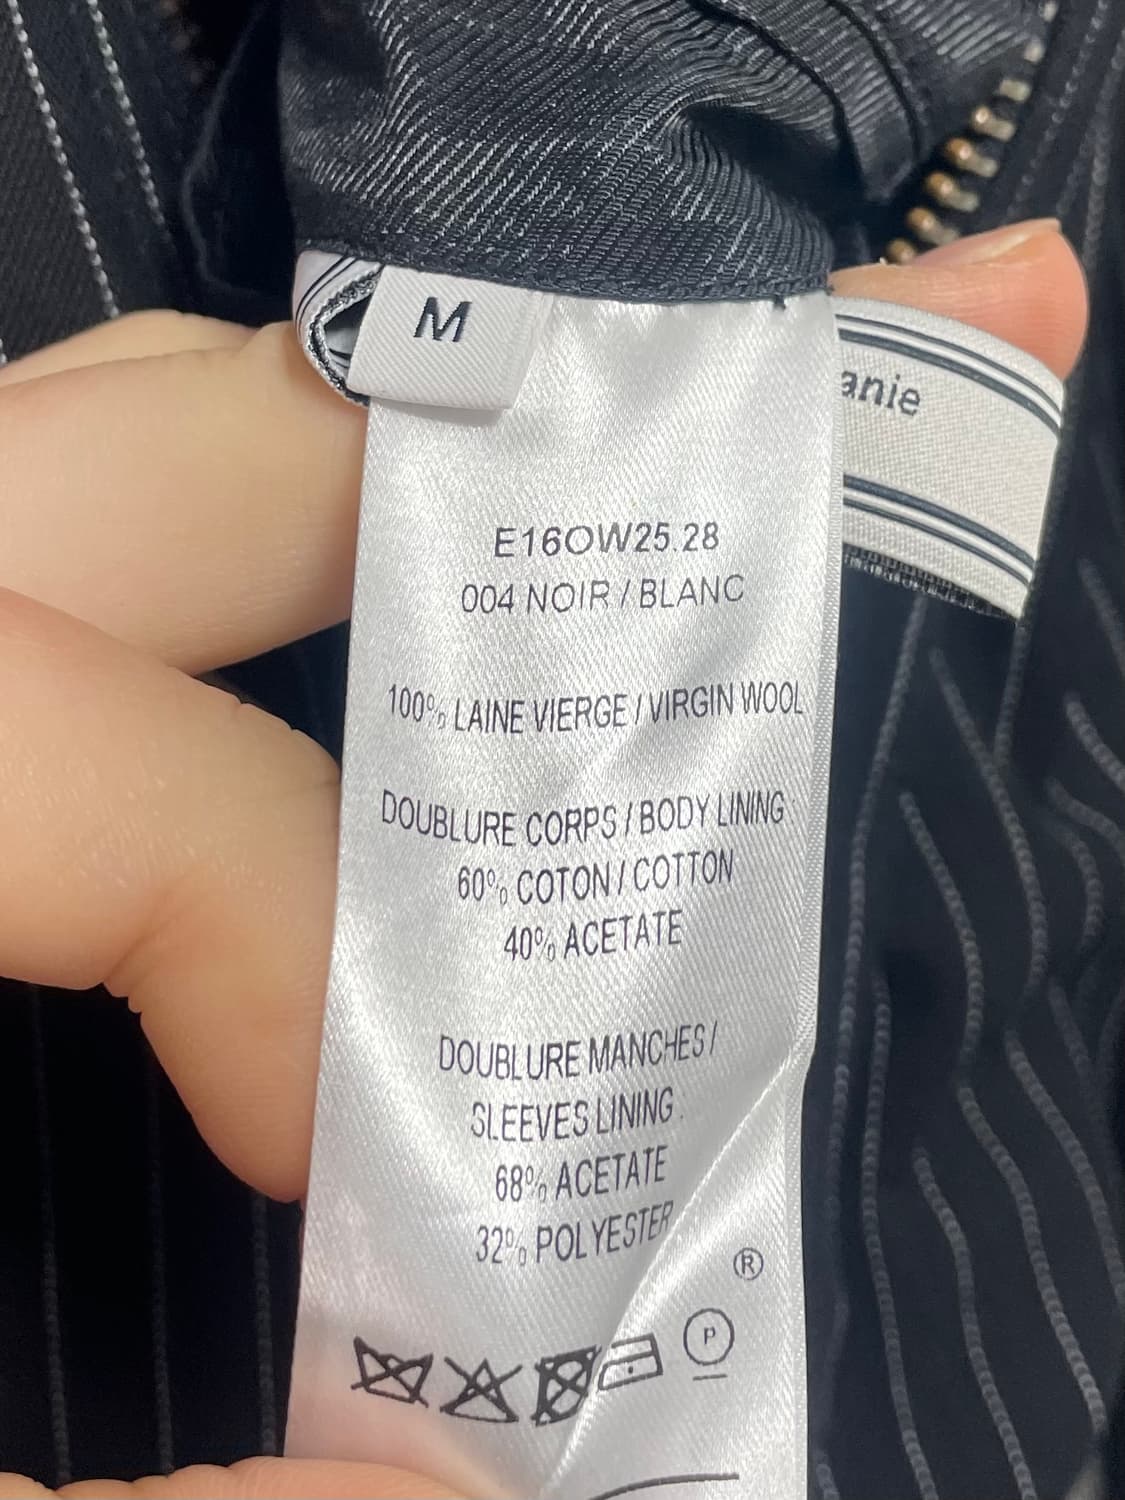 M
anie
E16OW25.28
004 NOIR / BLANC
100% LAINE VIERGE / VIRGIN WOOL
DOUBLURE CORPS / BODY LINING :
60% COTON / COTTON
40% ACETATE
DOUBLURE MANCHES /
SLEEVES LINING :
68% ACETATE
32% POLYESTER
®
P